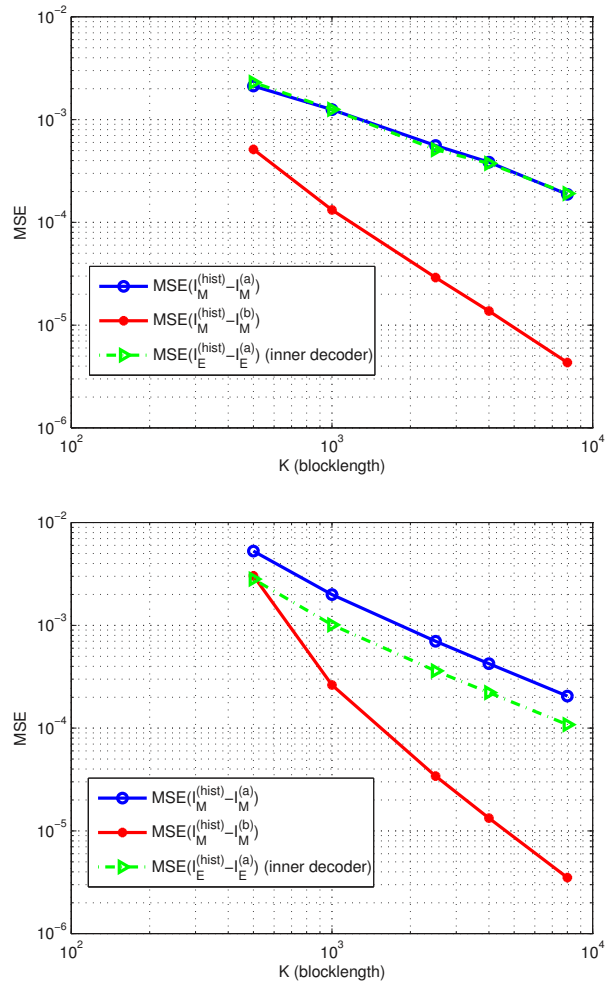 10^-2
10^-3
10^-4
10^-5
10^-6
MSE
MSE(I_M^(hist)–I_M^(a))
MSE(I_M^(hist)–I_M^(b))
MSE(I_E^(hist)–I_E^(a)) (inner decoder)
10^2 10^3 10^4
K (blocklength)
10^-2
10^-3
10^-4
10^-5
10^-6
MSE
MSE(I_M^(hist)–I_M^(a))
MSE(I_M^(hist)–I_M^(b))
MSE(I_E^(hist)–I_E^(a)) (inner decoder)
10^2 10^3 10^4
K (blocklength)